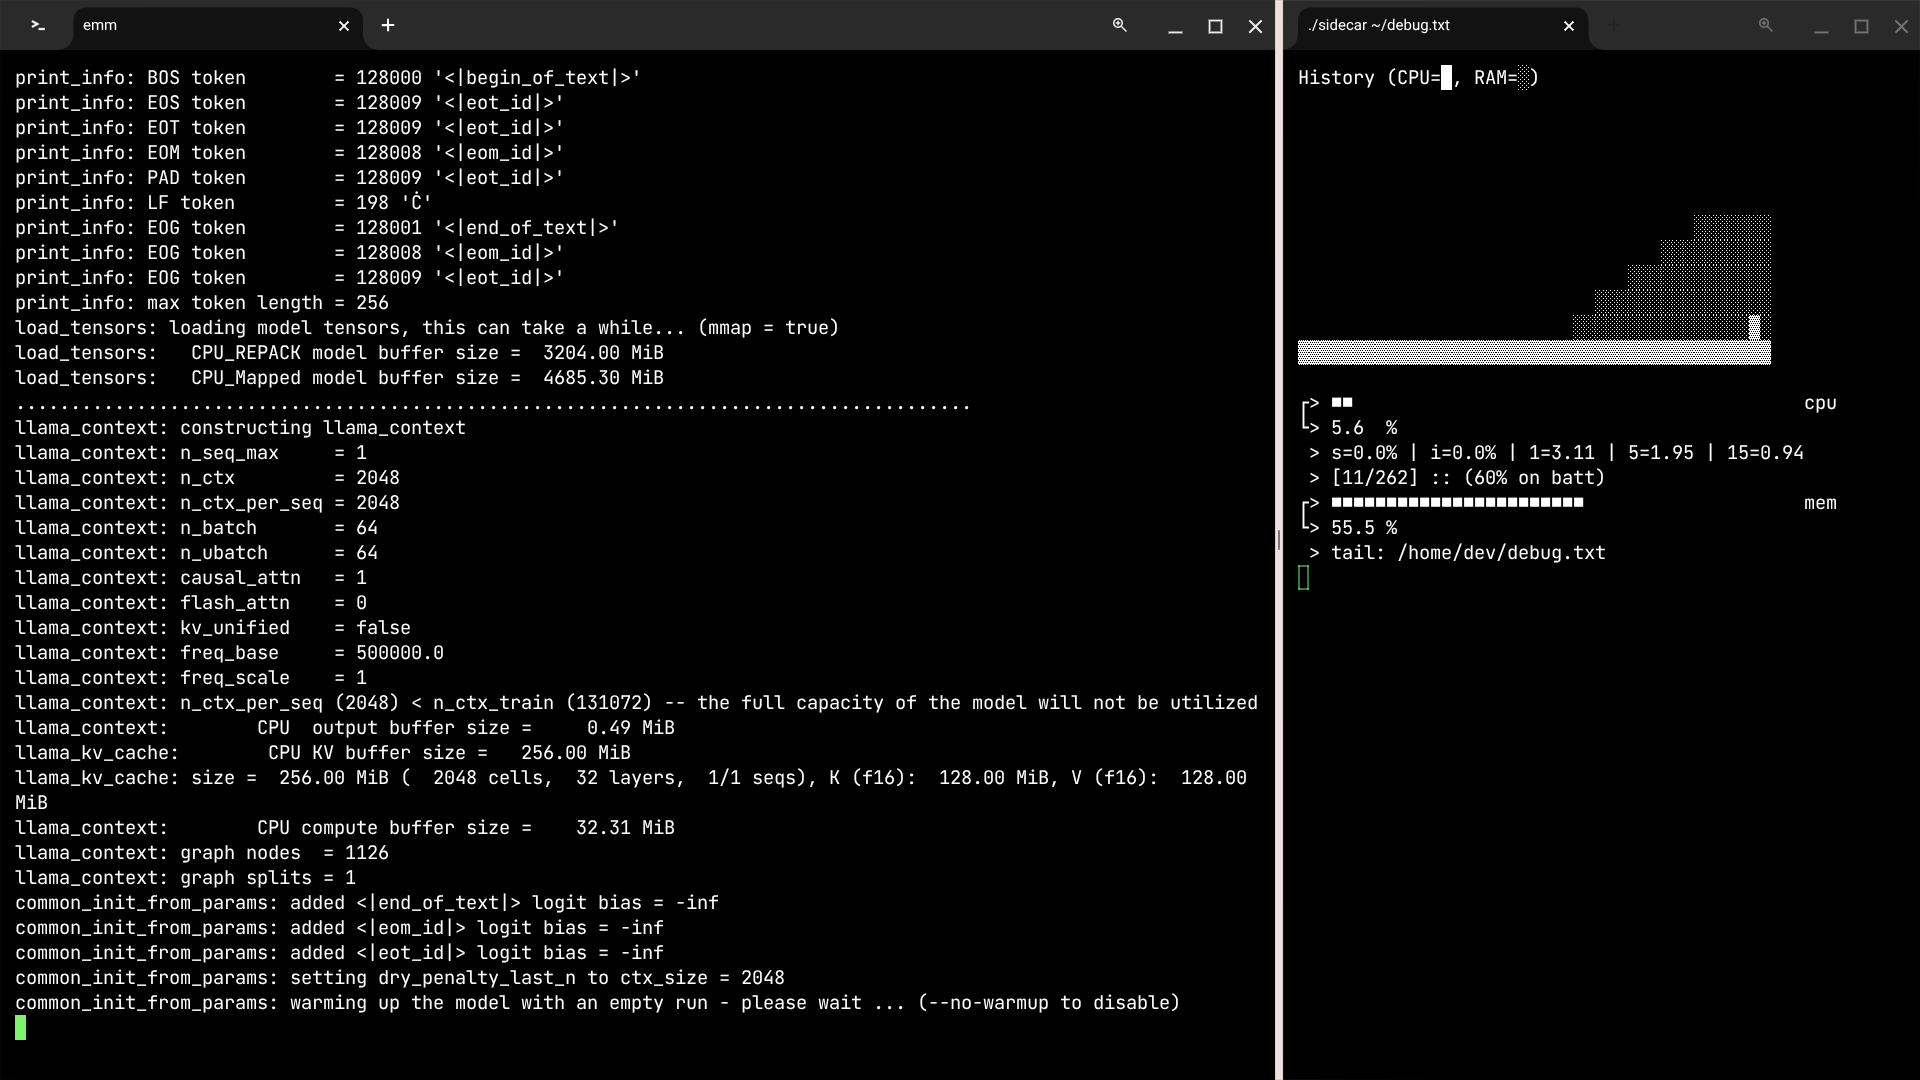 emm
print_info: BOS token        = 128000 '<|begin_of_text|>'
print_info: EOS token        = 128009 '<|eot_id|>'
print_info: EOT token        = 128009 '<|eot_id|>'
print_info: EOM token        = 128008 '<|eom_id|>'
print_info: PAD token        = 128009 '<|eot_id|>'
print_info: LF token         = 198 'Ċ'
print_info: EOG token        = 128001 '<|end_of_text|>'
print_info: EOG token        = 128008 '<|eom_id|>'
print_info: EOG token        = 128009 '<|eot_id|>'
print_info: max token length = 256
load_tensors: loading model tensors, this can take a while... (mmap = true)
load_tensors:   CPU_REPACK model buffer size =  3204.00 MiB
load_tensors:   CPU_Mapped model buffer size =  4685.30 MiB
.......................................................................................
llama_context: constructing llama_context
llama_context: n_seq_max     = 1
llama_context: n_ctx         = 2048
llama_context: n_ctx_per_seq = 2048
llama_context: n_batch       = 64
llama_context: n_ubatch      = 64
llama_context: causal_attn   = 1
llama_context: flash_attn    = 0
llama_context: kv_unified    = false
llama_context: freq_base     = 500000.0
llama_context: freq_scale    = 1
llama_context: n_ctx_per_seq (2048) < n_ctx_train (131072) -- the full capacity of the model will not be utilized
llama_context:        CPU  output buffer size =     0.49 MiB
llama_kv_cache:        CPU KV buffer size =   256.00 MiB
llama_kv_cache: size =  256.00 MiB (  2048 cells,  32 layers,  1/1 seqs), K (f16):  128.00 MiB, V (f16):  128.00
MiB
llama_context:        CPU compute buffer size =    32.31 MiB
llama_context: graph nodes  = 1126
llama_context: graph splits = 1
common_init_from_params: added <|end_of_text|> logit bias = -inf
common_init_from_params: added <|eom_id|> logit bias = -inf
common_init_from_params: added <|eot_id|> logit bias = -inf
common_init_from_params: setting dry_penalty_last_n to ctx_size = 2048
common_init_from_params: warming up the model with an empty run - please wait ... (--no-warmup to disable)
./sidecar ~/debug.txt
History (CPU=█, RAM=░)
┌> ■■ cpu
└> 5.6  %
 > s=0.0% | i=0.0% | 1=3.11 | 5=1.95 | 15=0.94
 > [11/262] :: (60% on batt)
┌> ■■■■■■■■■■■■■■■■■■■■■■■ mem
└> 55.5 %
 > tail: /home/dev/debug.txt